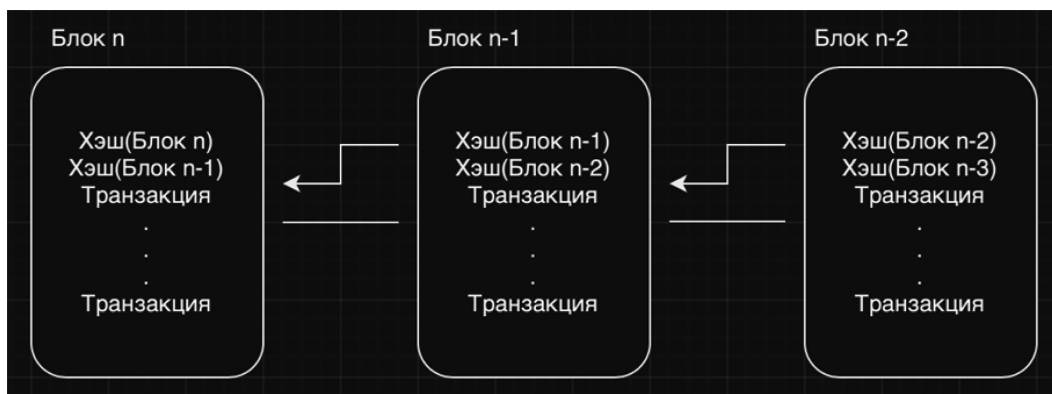 Блок n
Хэш(Блок n)
Хэш(Блок n-1)
Транзакция
.
.
.
Транзакция
Блок n-1
Хэш(Блок n-1)
Хэш(Блок n-2)
Транзакция
.
.
.
Транзакция
Блок n-2
Хэш(Блок n-2)
Хэш(Блок n-3)
Транзакция
.
.
.
Транзакция